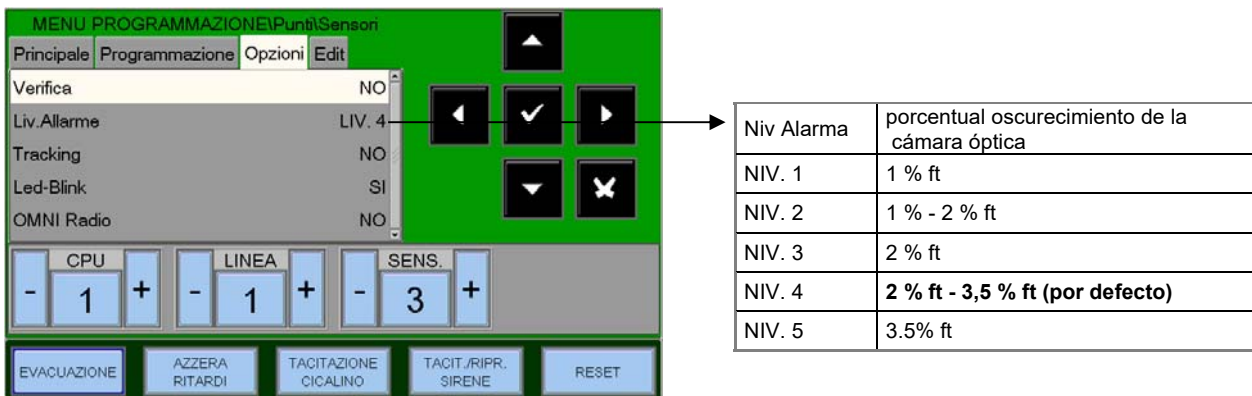 MENU PROGRAMMAZIONE\Punti\Sensori
Principale Programmazione Opzioni Edit
Verifica NO
Liv.Allarme LIV. 4
Tracking NO
Led-Blink SI
OMNI Radio NO
CPU LINEA SENS.
- 1 + - 1 + - 3 +
EVACUAZIONE
AZZERA
RITARDI
TACITAZIONE
CICALINO
TACIT./RIPR.
SIRENE
RESET
Niv Alarma porcentual oscurecimiento de la
cámara óptica
NIV. 1 1 % ft
NIV. 2 1 % - 2 % ft
NIV. 3 2 % ft
NIV. 4 2 % ft - 3,5 % ft (por defecto)
NIV. 5 3.5% ft